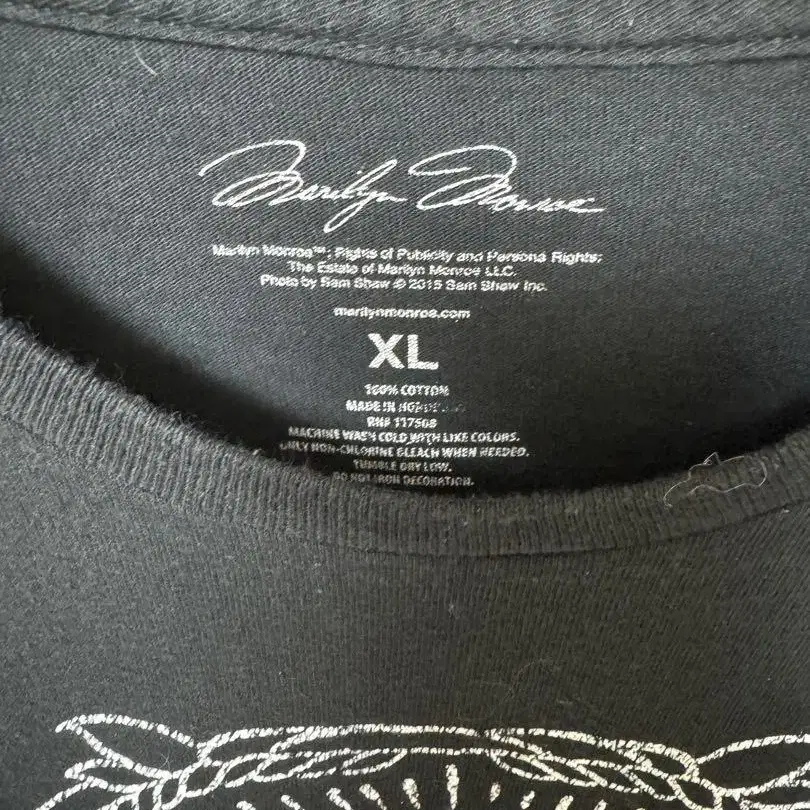 Marilyn Monroe
Marilyn Monroe™; Rights of Publicity and Persona Rights:
The Estate of Marilyn Monroe LLC.
Photo by Sam Shaw © 2015 Sam Shaw Inc.
marilynmonroe.com
XL
100% COTTON
MADE IN
RN# 117508
MACHINE WASH COLD WITH LIKE COLORS.
ONLY NON-CHLORINE BLEACH WHEN NEEDED.
TUMBLE DRY LOW.
DO NOT IRON DECORATION.